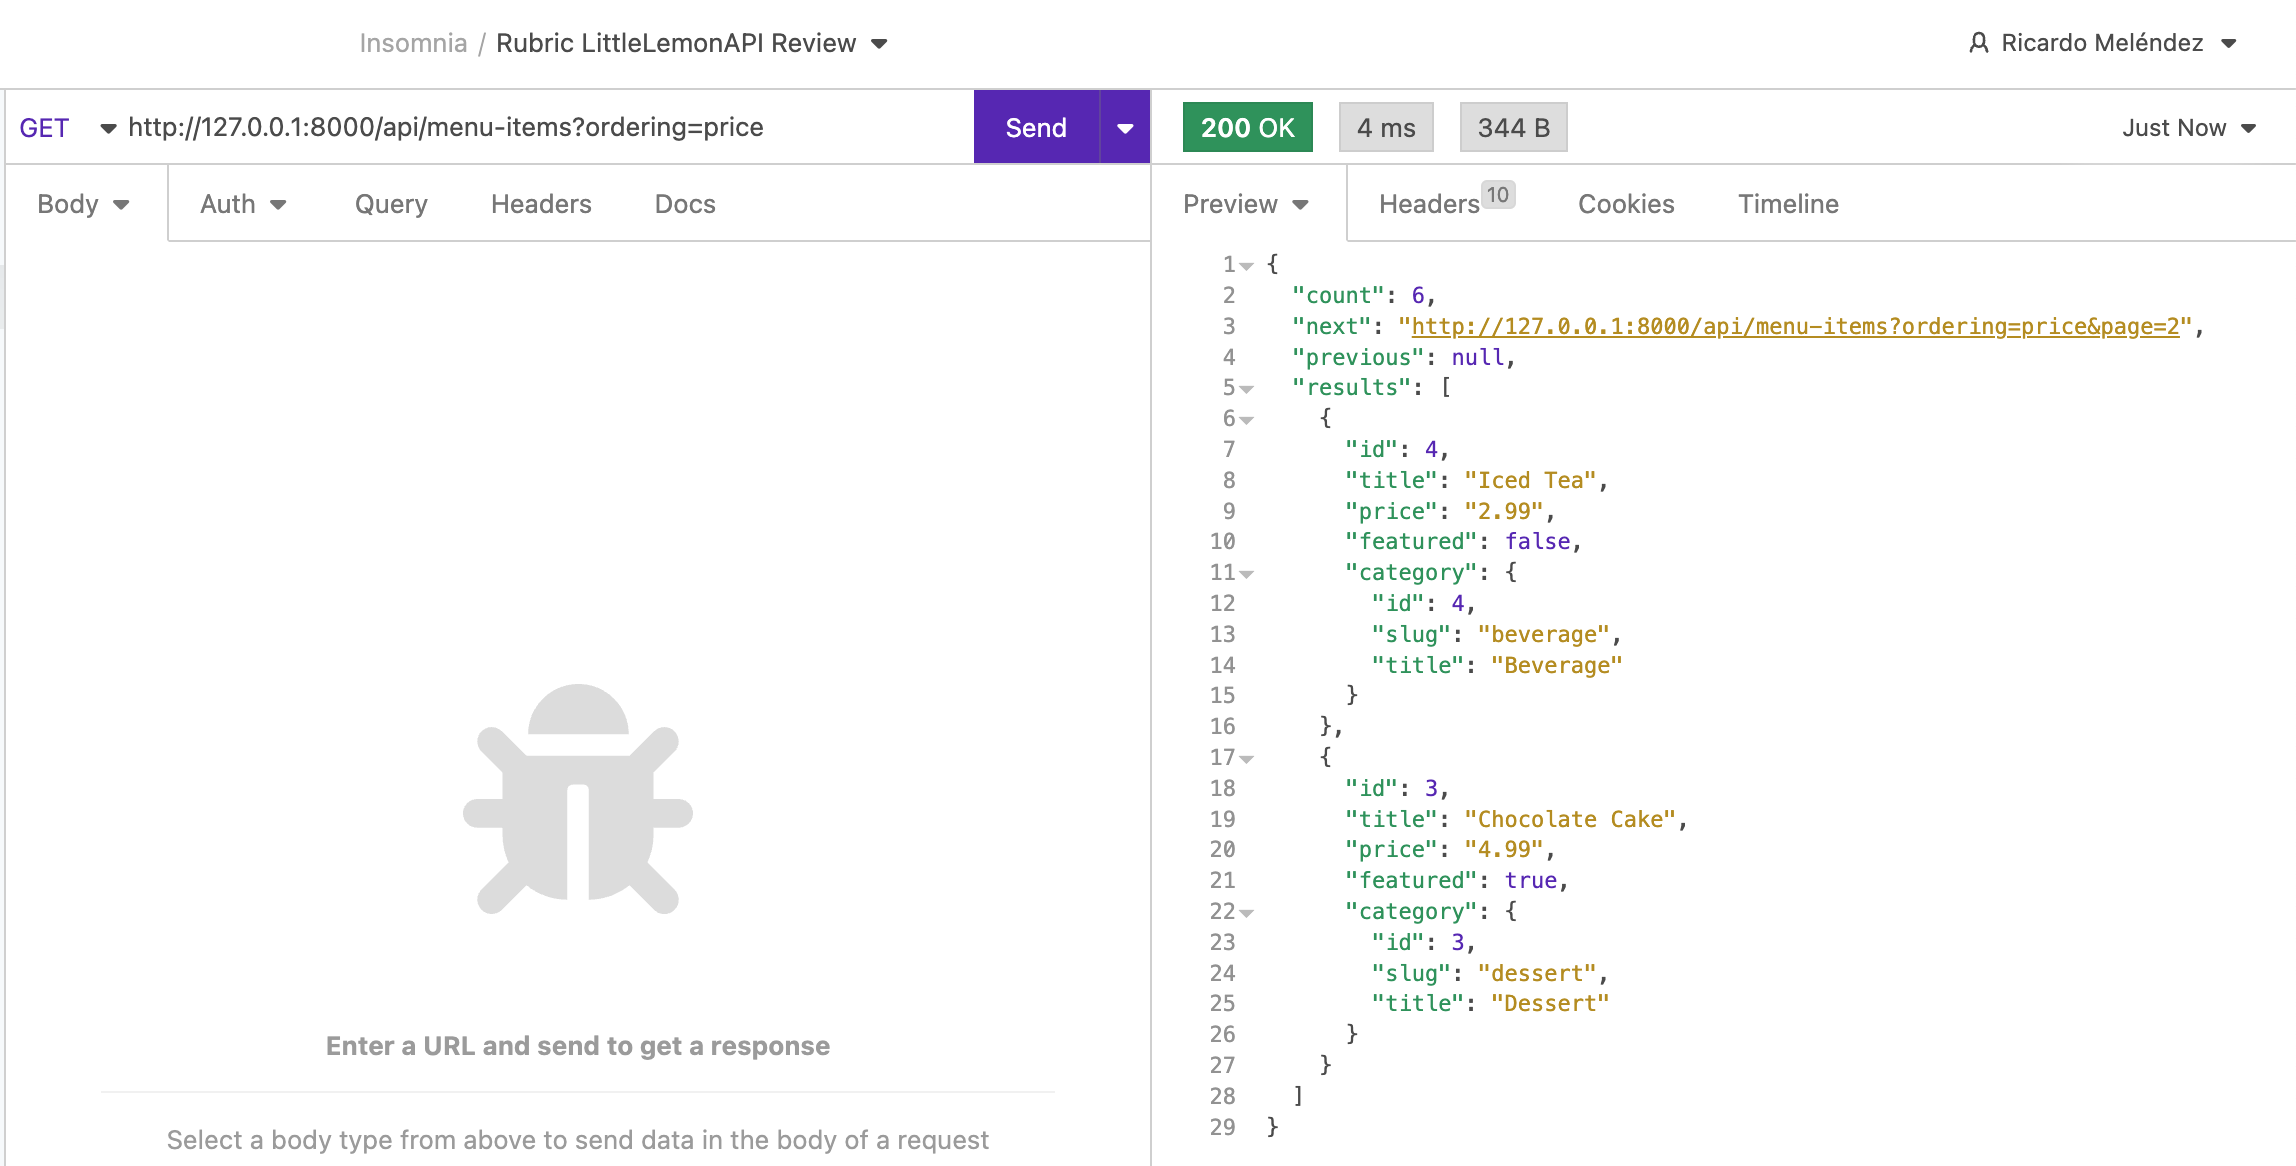 Insomnia / Rubric LittleLemonAPI Review
Ricardo Meléndez
GET http://127.0.0.1:8000/api/menu-items?ordering=price Send
200 OK 4 ms 344 B Just Now
Body Auth Query Headers Docs
Preview Headers 10 Cookies Timeline
Enter a URL and send to get a response
Select a body type from above to send data in the body of a request
1 {
2 "count": 6,
3 "next": "http://127.0.0.1:8000/api/menu-items?ordering=price&page=2",
4 "previous": null,
5 "results": [
6 {
7 "id": 4,
8 "title": "Iced Tea",
9 "price": "2.99",
10 "featured": false,
11 "category": {
12 "id": 4,
13 "slug": "beverage",
14 "title": "Beverage"
15 }
16 },
17 {
18 "id": 3,
19 "title": "Chocolate Cake",
20 "price": "4.99",
21 "featured": true,
22 "category": {
23 "id": 3,
24 "slug": "dessert",
25 "title": "Dessert"
26 }
27 }
28 ]
29 }